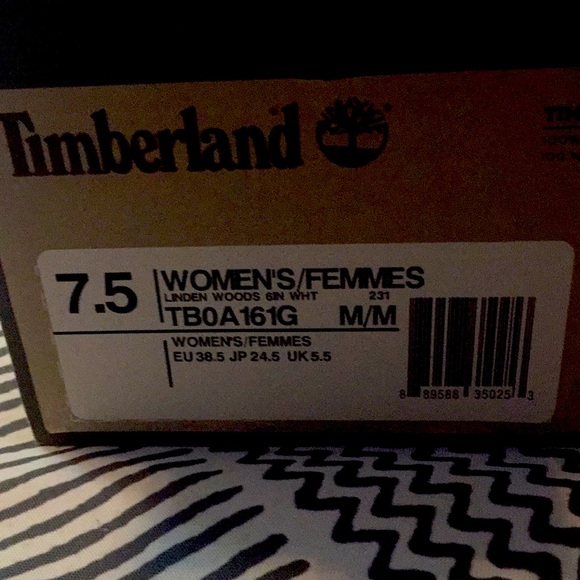 Timberland®
7.5
WOMEN'S/FEMMES
LINDEN WOODS 6IN WHT 231
TB0A161G M/M
WOMEN'S/FEMMES
EU 38.5 JP 24.5 UK 5.5
8 89588 35025 3